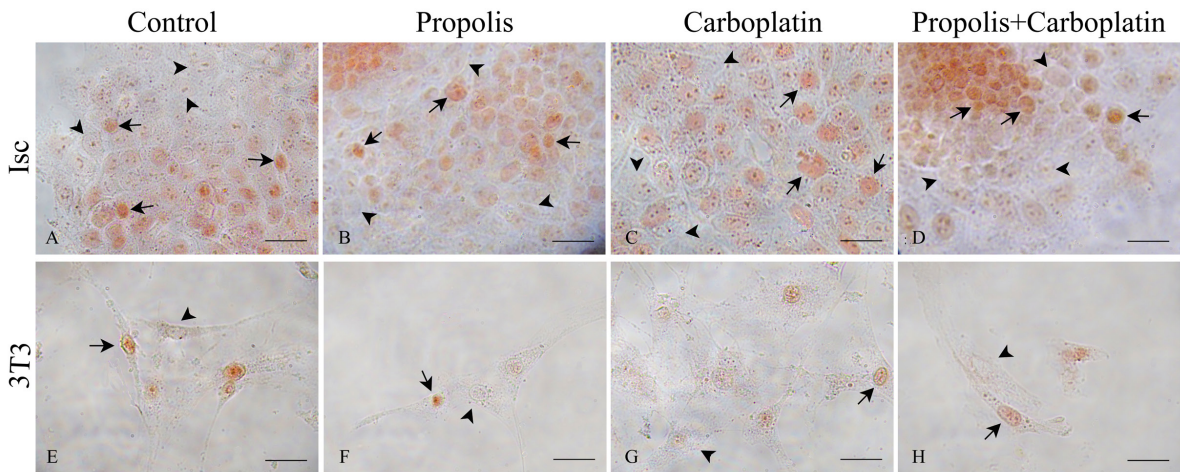 Control Propolis Carboplatin Propolis+Carboplatin
Isc
A B C D
3T3
E F G H